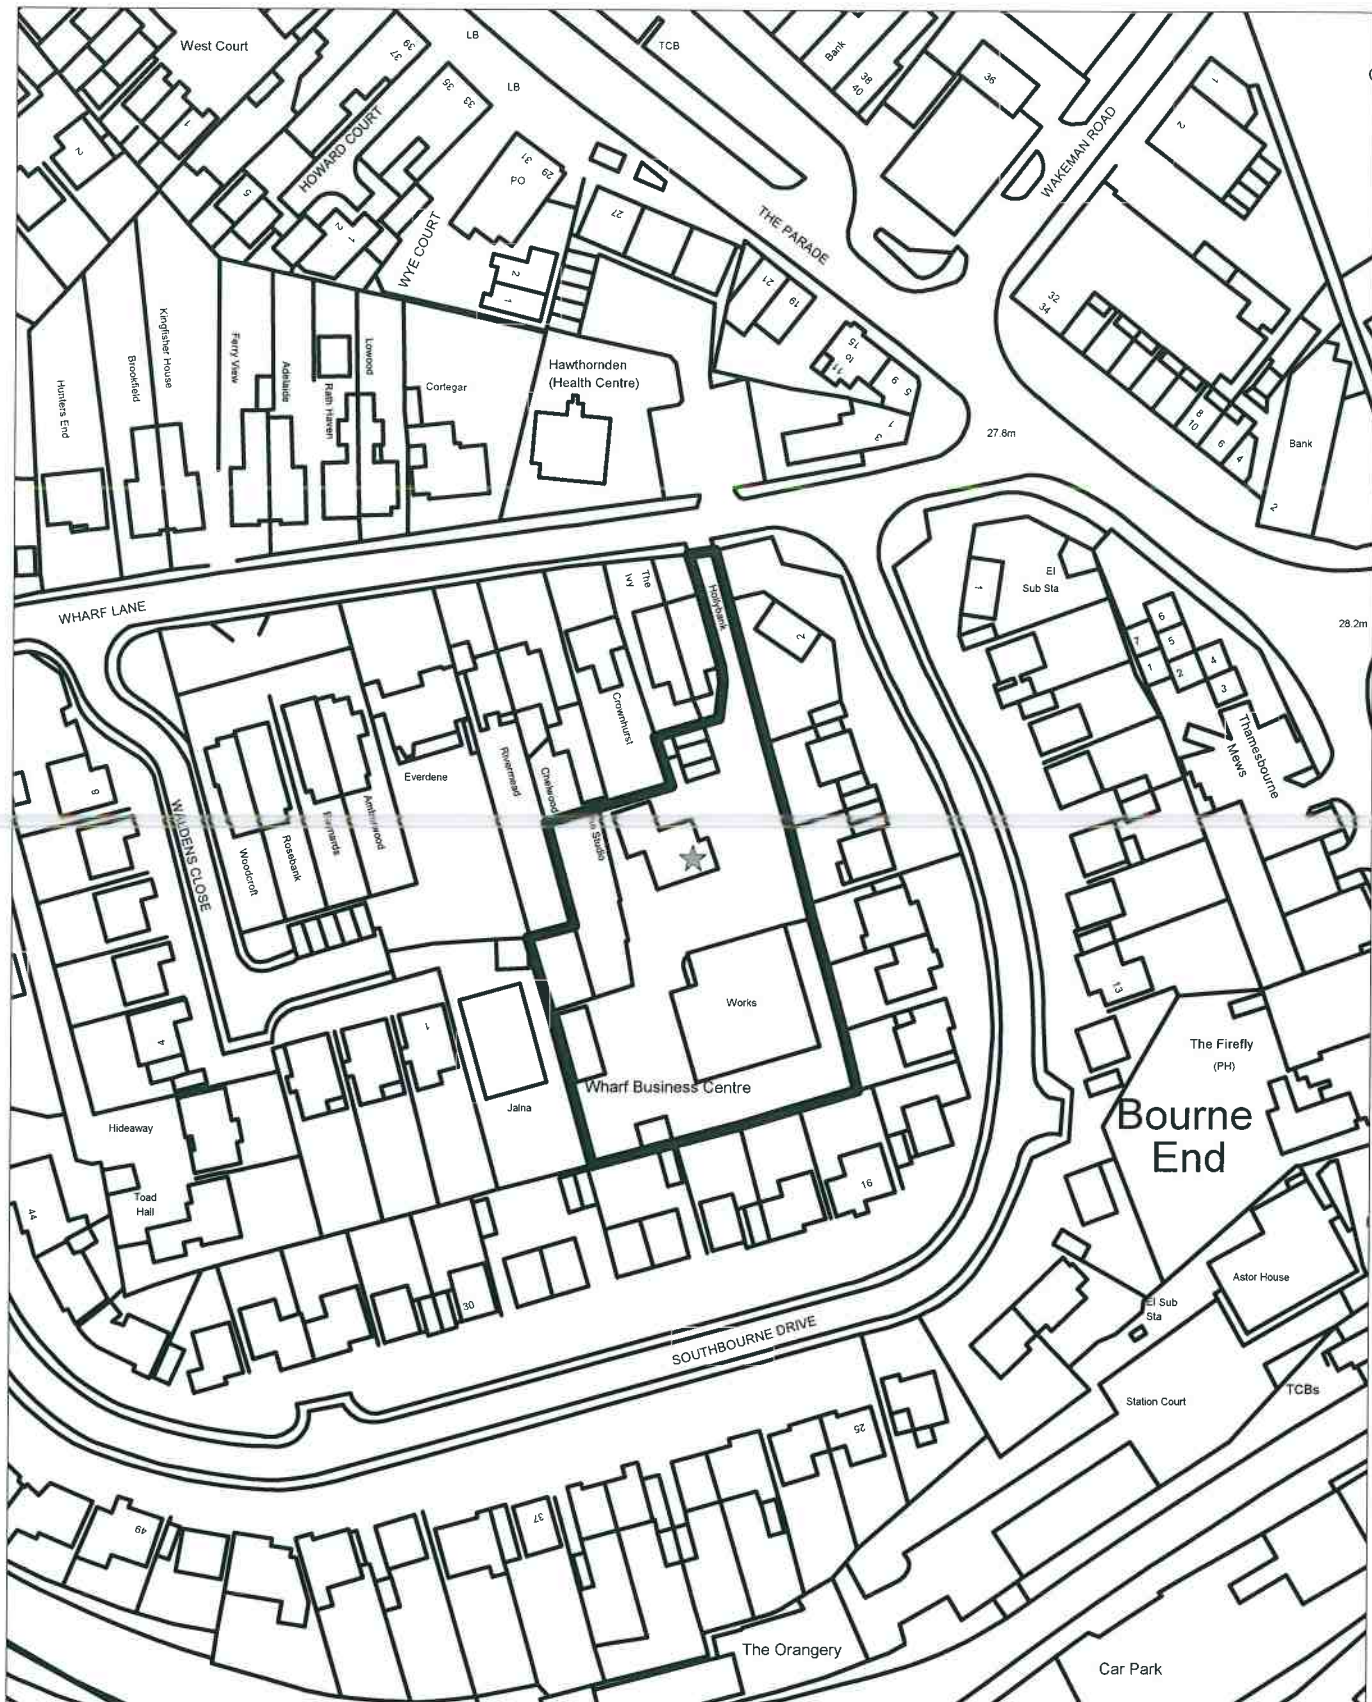 West Court
39
37
LB
TCB
Bank
38
40
36
1
2
LB
35
33
1
2
HOWARD COURT
WAKEMAN ROAD
31
29
PO
5
2
1
27
THE PARADE
WYE COURT
2
1
21
19
32
34
Kingfisher House
Brookfield
Hunters End
Ferry View
Adelaide
Rath Haven
Lowood
Cortegar
Hawthornden
(Health Centre)
15
10
11
9
5
1
3
27.6m
8
10
6
4
Bank
2
WHARF LANE
The
Ivy
Hollybank
2
1
El
Sub Sta
28.2m
6
7
5
1
2
4
3
Thamesbourne
Mews
Crownhurst
Everdene
Rivermead
Chelwood
8
WALDENS CLOSE
Amberwood
Rosebank
Woodcroft
Studio
Works
13
4
1
The Firefly
(PH)
Wharf Business Centre
Jalna
Hideaway
Bourne
End
Toad
Hall
44
16
Astor House
30
El Sub
Sta
SOUTHBOURNE DRIVE
Station Court
TCBs
25
37
49
The Orangery
Car Park